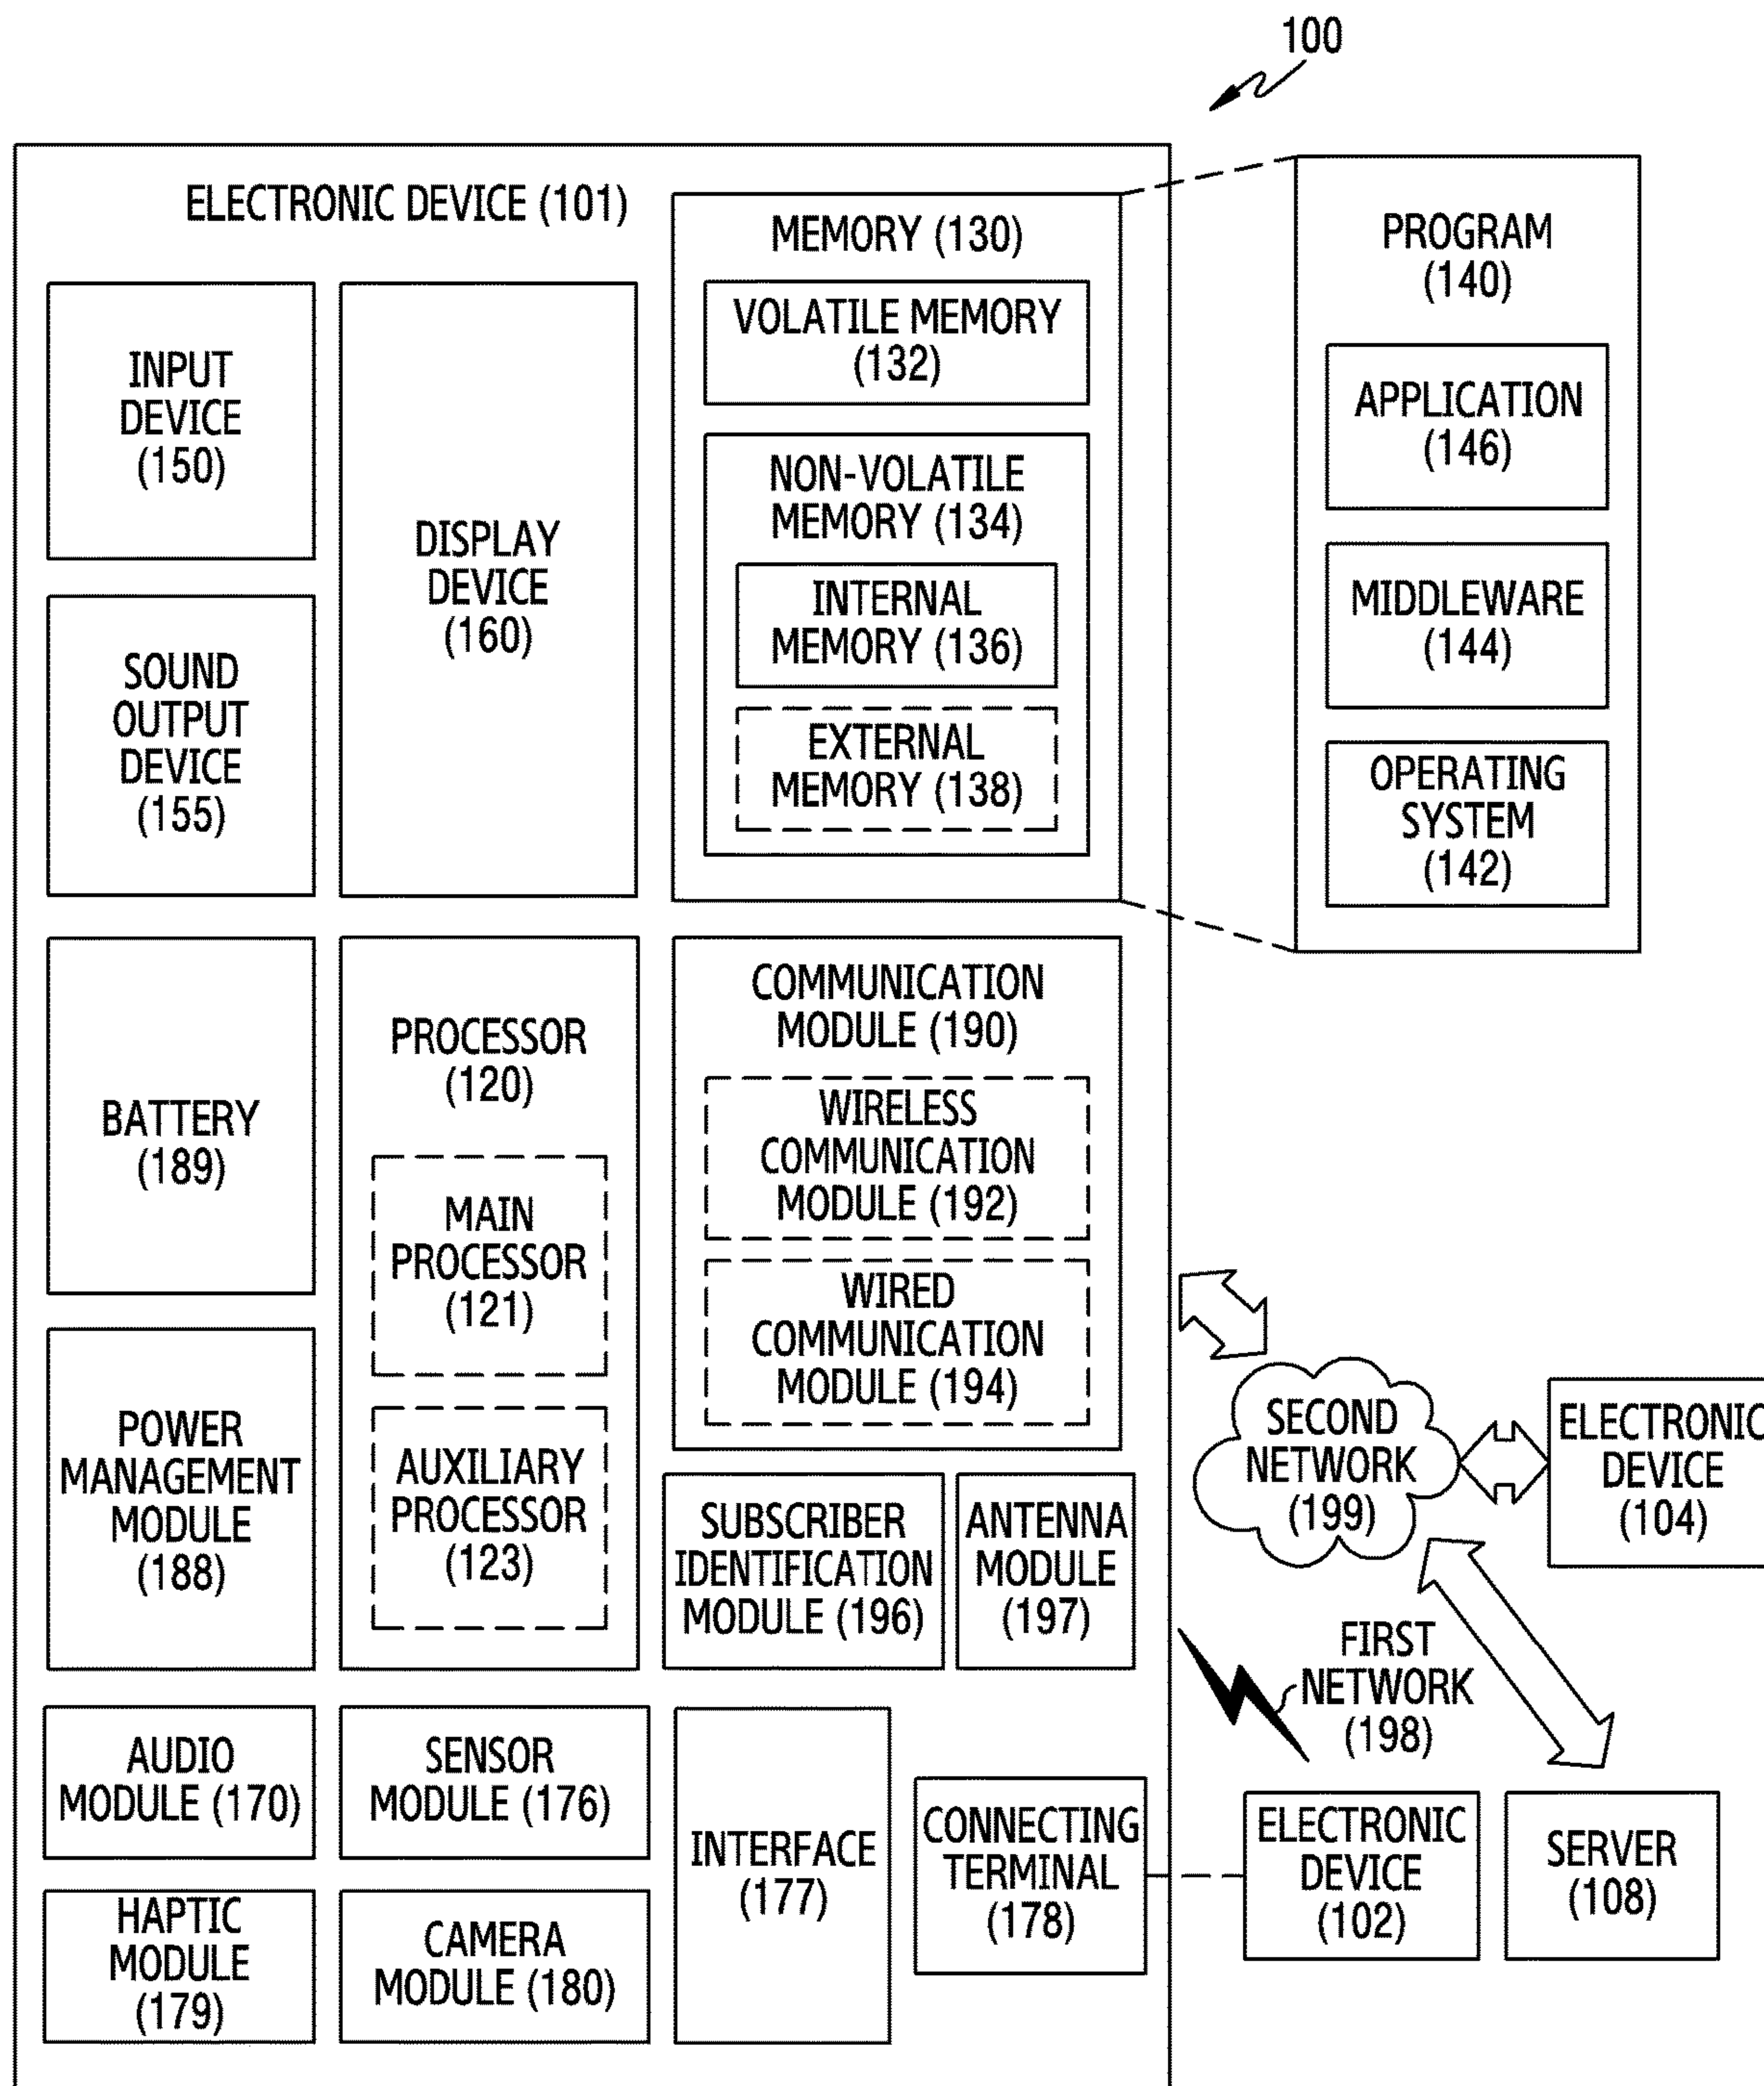 100
ELECTRONIC DEVICE (101)
INPUT
DEVICE
(150)
SOUND
OUTPUT
DEVICE
(155)
DISPLAY
DEVICE
(160)
MEMORY (130)
VOLATILE MEMORY
(132)
NON-VOLATILE
MEMORY (134)
INTERNAL
MEMORY (136)
EXTERNAL
MEMORY (138)
PROGRAM
(140)
APPLICATION
(146)
MIDDLEWARE
(144)
OPERATING
SYSTEM
(142)
BATTERY
(189)
POWER
MANAGEMENT
MODULE
(188)
PROCESSOR
(120)
MAIN
PROCESSOR
(121)
AUXILIARY
PROCESSOR
(123)
COMMUNICATION
MODULE (190)
WIRELESS
COMMUNICATION
MODULE (192)
WIRED
COMMUNICATION
MODULE (194)
SUBSCRIBER
IDENTIFICATION
MODULE (196)
ANTENNA
MODULE
(197)
SECOND
NETWORK
(199)
ELECTRONIC
DEVICE
(104)
FIRST
NETWORK
(198)
AUDIO
MODULE (170)
SENSOR
MODULE (176)
INTERFACE
(177)
CONNECTING
TERMINAL
(178)
ELECTRONIC
DEVICE
(102)
SERVER
(108)
HAPTIC
MODULE
(179)
CAMERA
MODULE (180)